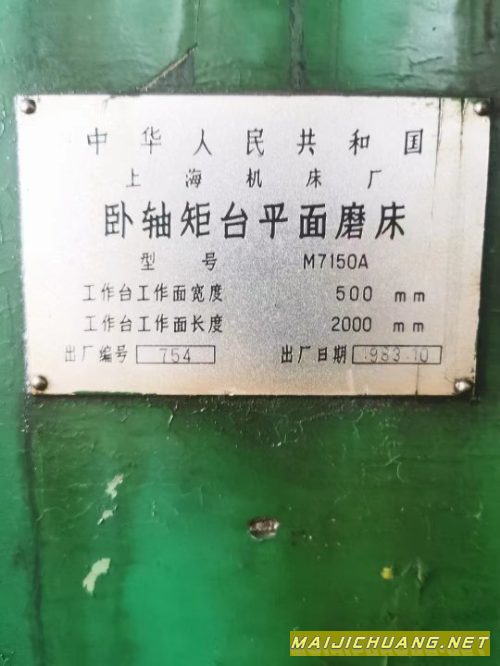 中华人民共和国
上海机床厂
卧轴矩台平面磨床
型号 M7150A
工作台工作面宽度 500 mm
工作台工作面长度 2000 mm
出厂编号 754 出厂日期 1983.10
MAIJICHUANG.NET